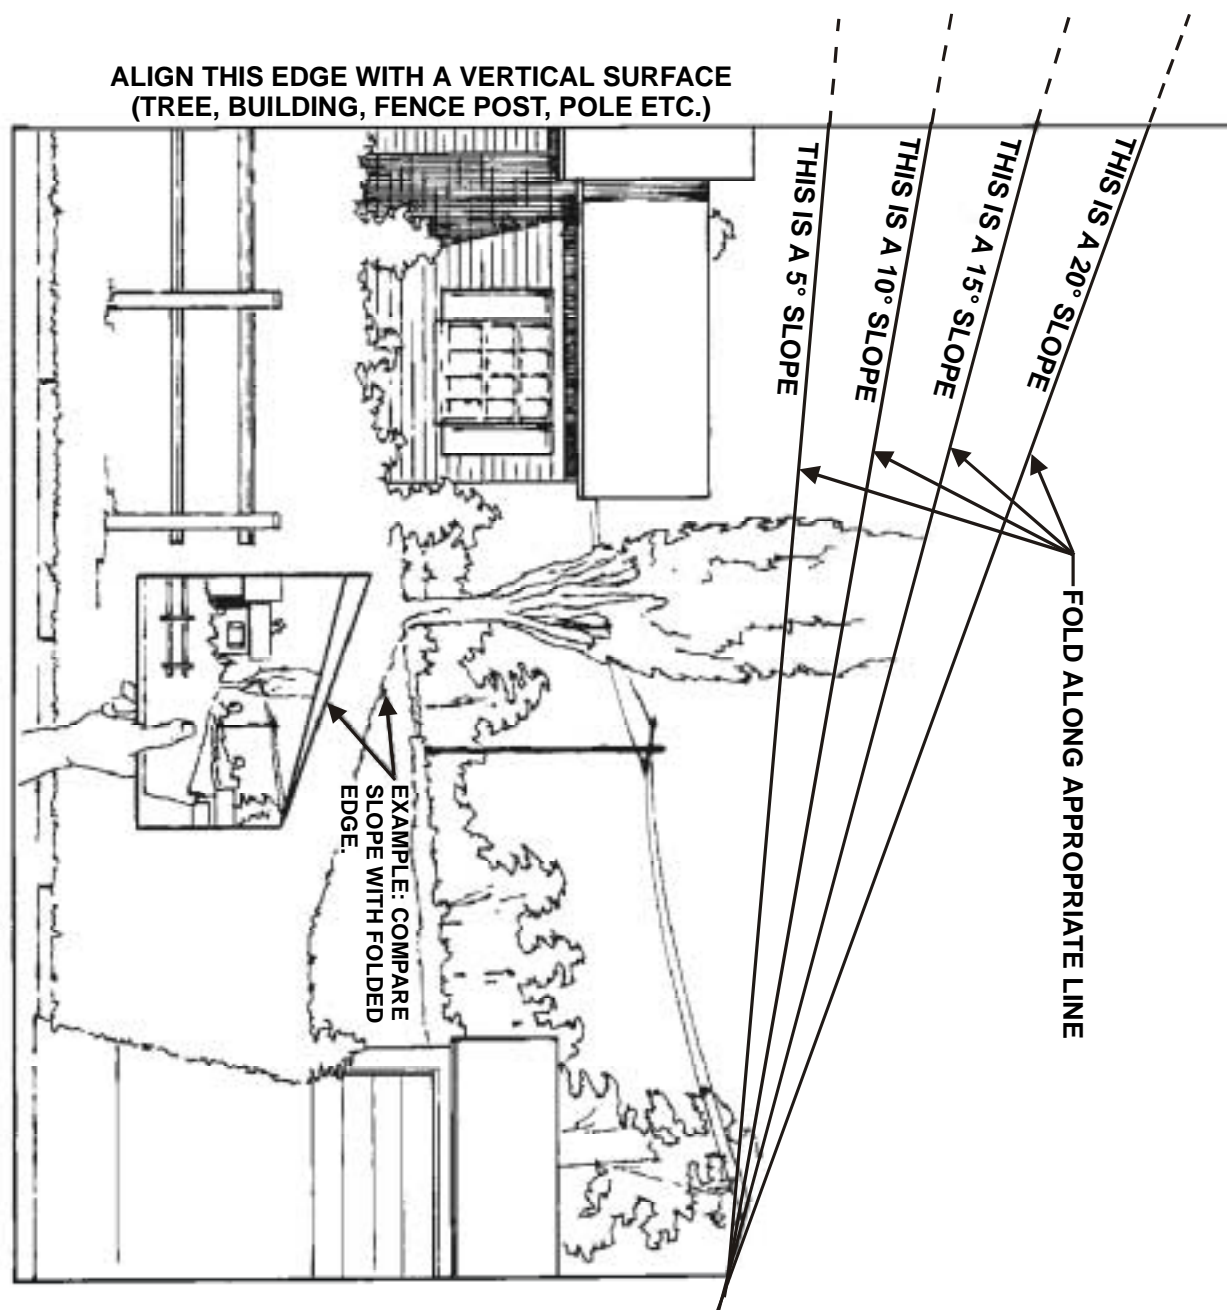 ALIGN THIS EDGE WITH A VERTICAL SURFACE
(TREE, BUILDING, FENCE POST, POLE ETC.)
THIS IS A 5° SLOPE
THIS IS A 10° SLOPE
THIS IS A 15° SLOPE
THIS IS A 20° SLOPE
FOLD ALONG APPROPRIATE LINE
EXAMPLE: COMPARE
SLOPE WITH FOLDED
EDGE.